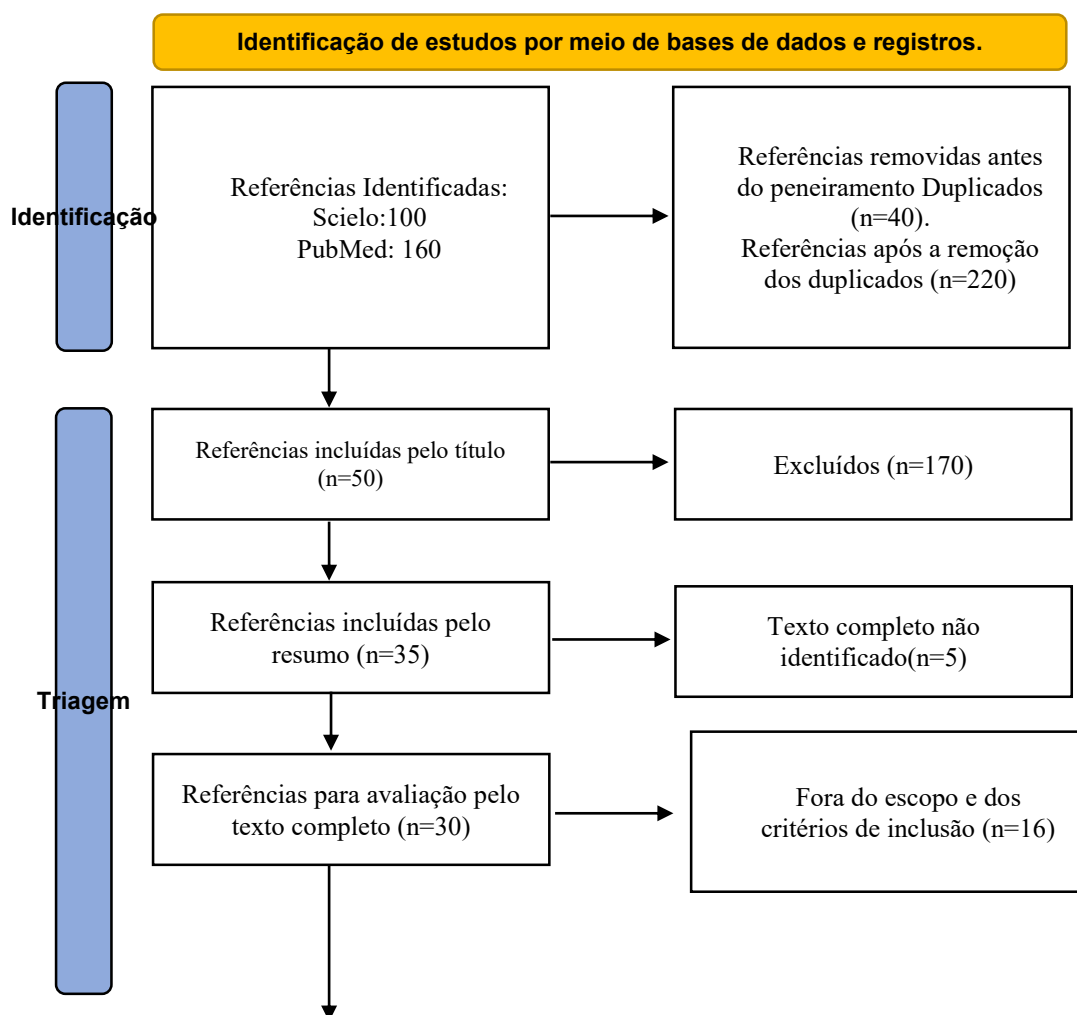 Identificação de estudos por meio de bases de dados e registros.
Identificação
Referências Identificadas:
Scielo:100
PubMed: 160
Referências removidas antes
do peneiramento Duplicados
(n=40).
Referências após a remoção
dos duplicados (n=220)
Triagem
Referências incluídas pelo título
(n=50)
Excluídos (n=170)
Referências incluídas pelo
resumo (n=35)
Texto completo não
identificado(n=5)
Referências para avaliação pelo
texto completo (n=30)
Fora do escopo e dos
critérios de inclusão (n=16)